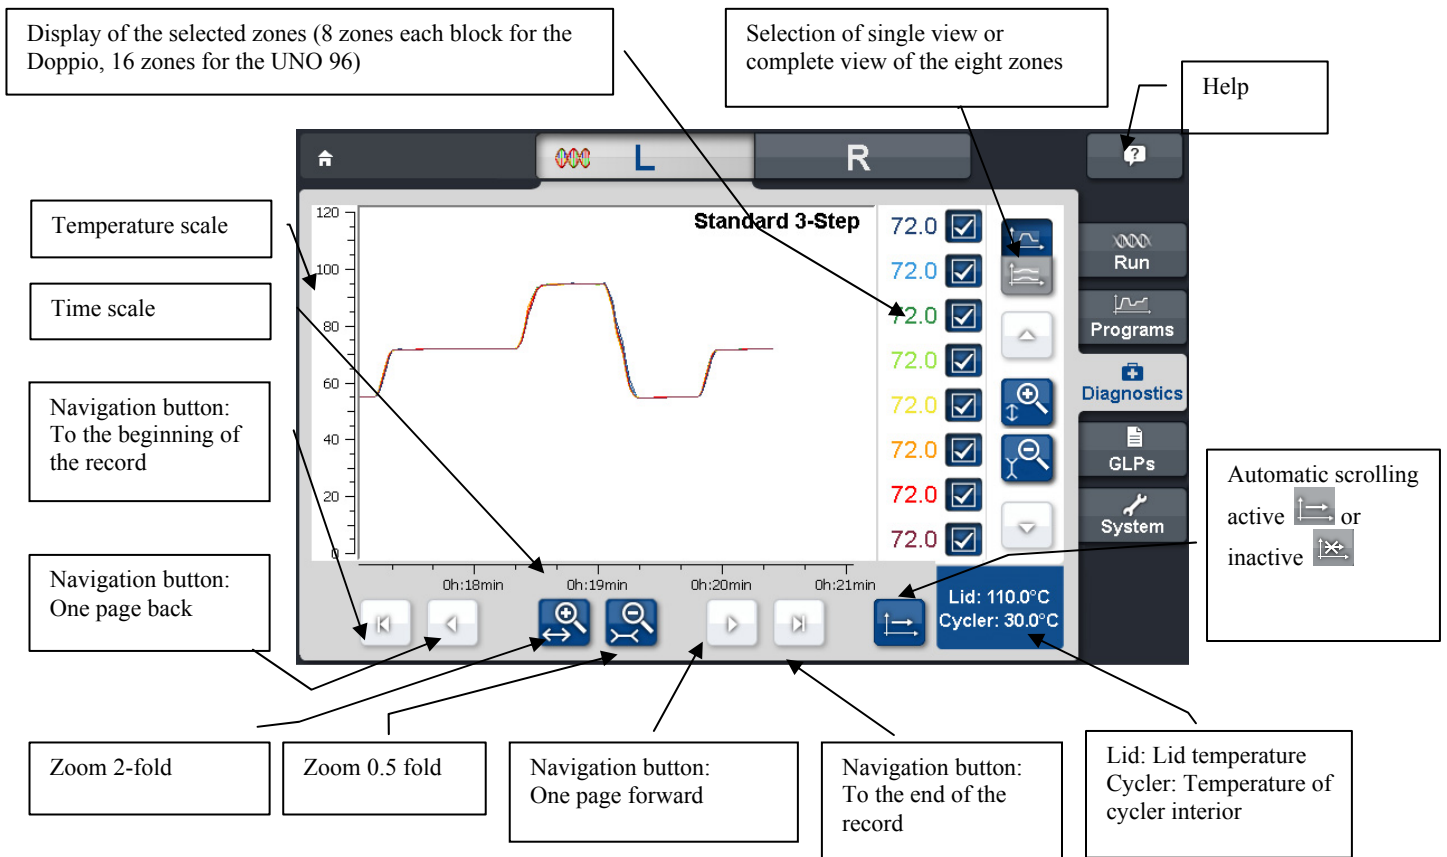 Display of the selected zones (8 zones each block for the
Doppio, 16 zones for the UNO 96)
Selection of single view or
complete view of the eight zones
Help
L
R
?
Temperature scale
Time scale
Navigation button:
To the beginning of
the record
Navigation button:
One page back
120
100
80
60
40
20
0
Standard 3-Step
72.0
72.0
72.0
72.0
72.0
72.0
72.0
72.0
0h:18min
0h:19min
0h:20min
0h:21min
Run
Programs
Diagnostics
GLPs
System
Lid: 110.0°C
Cycler: 30.0°C
Automatic scrolling
active or
inactive
Zoom 2-fold
Zoom 0.5 fold
Navigation button:
One page forward
Navigation button:
To the end of the
record
Lid: Lid temperature
Cycler: Temperature of
cycler interior